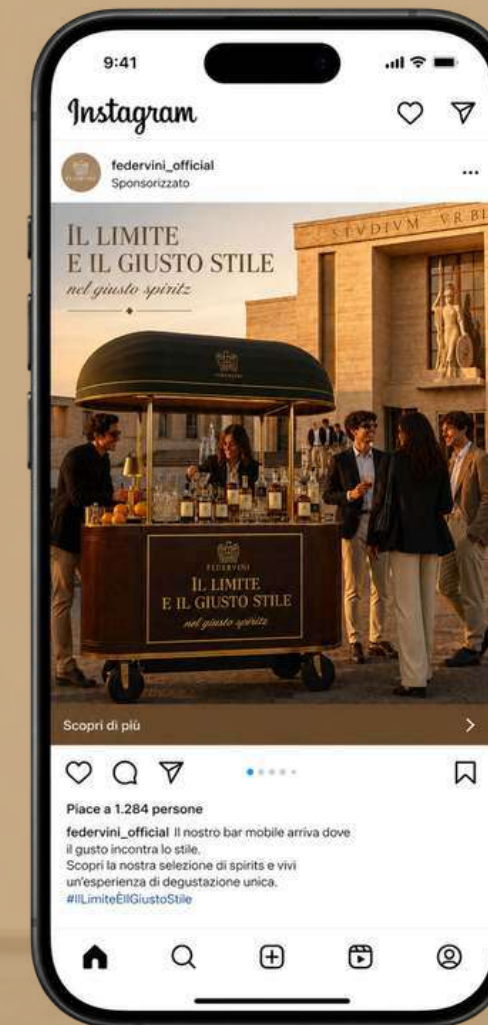 9:41
Instagram
federvini_official
Sponsorizzato
...
IL LIMITE
E IL GIUSTO STILE
nel giusto spiritz
STVDIVM VRBI
FEDERVINI
FEDERVINI
IL LIMITE
E IL GIUSTO STILE
nel giusto spiritz
Scopri di più
Piace a 1.284 persone
federvini_official Il nostro bar mobile arriva dove
il gusto incontra lo stile.
Scopri la nostra selezione di spirits e vivi
un'esperienza di degustazione unica.
#IlLimiteÈIlGiustoStile